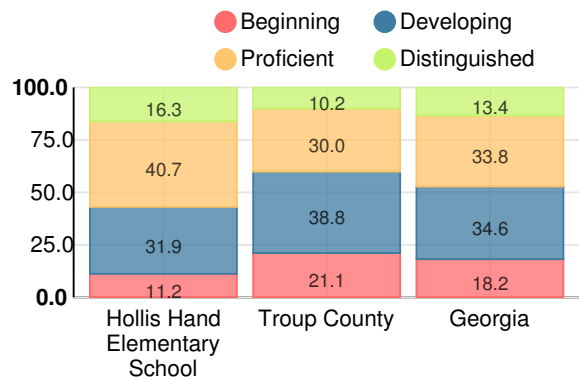 Beginning
Developing
Proficient
Distinguished
100.0
75.0
50.0
25.0
0.0
16.3
40.7
31.9
11.2
10.2
30.0
38.8
21.1
13.4
33.8
34.6
18.2
Hollis Hand
Elementary
School
Troup County
Georgia